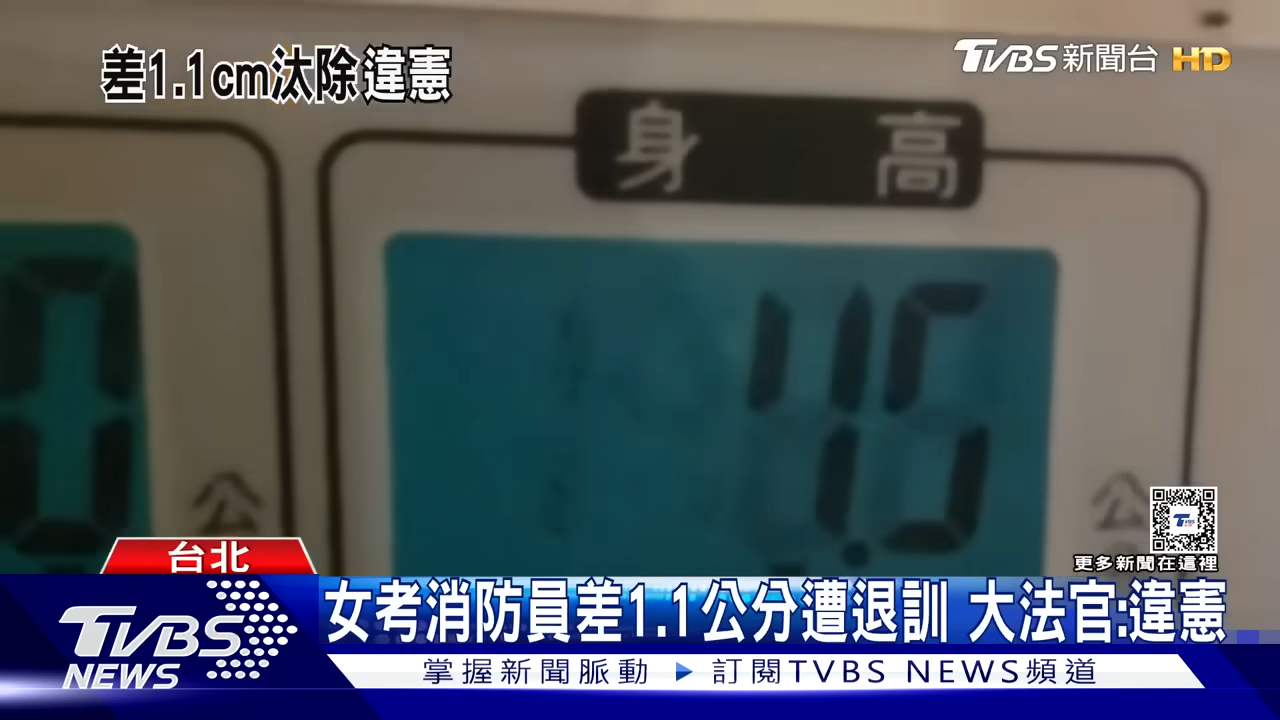 差1.1cm汰除違憲
TVBS新聞台 HD
身高
公
公
更多新聞在這裡
台北
TVBS NEWS
女考消防員差1.1公分遭退訓 大法官:違憲
掌握新聞脈動 ▶ 訂閱TVBS NEWS頻道